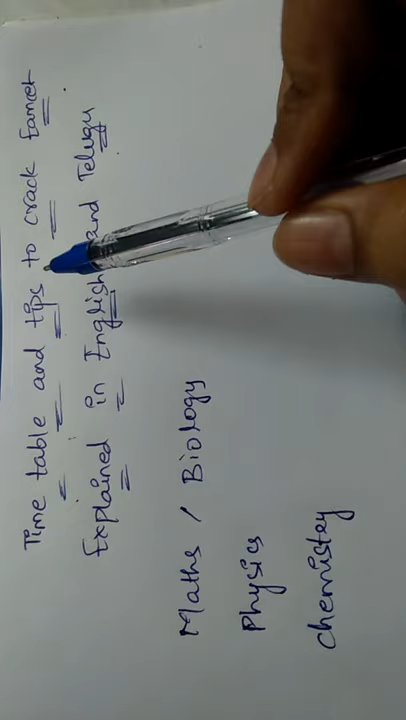 Time table and tips to crack Eamcet
Explained in English and Telugu
Maths / Biology
Physics
Chemistry